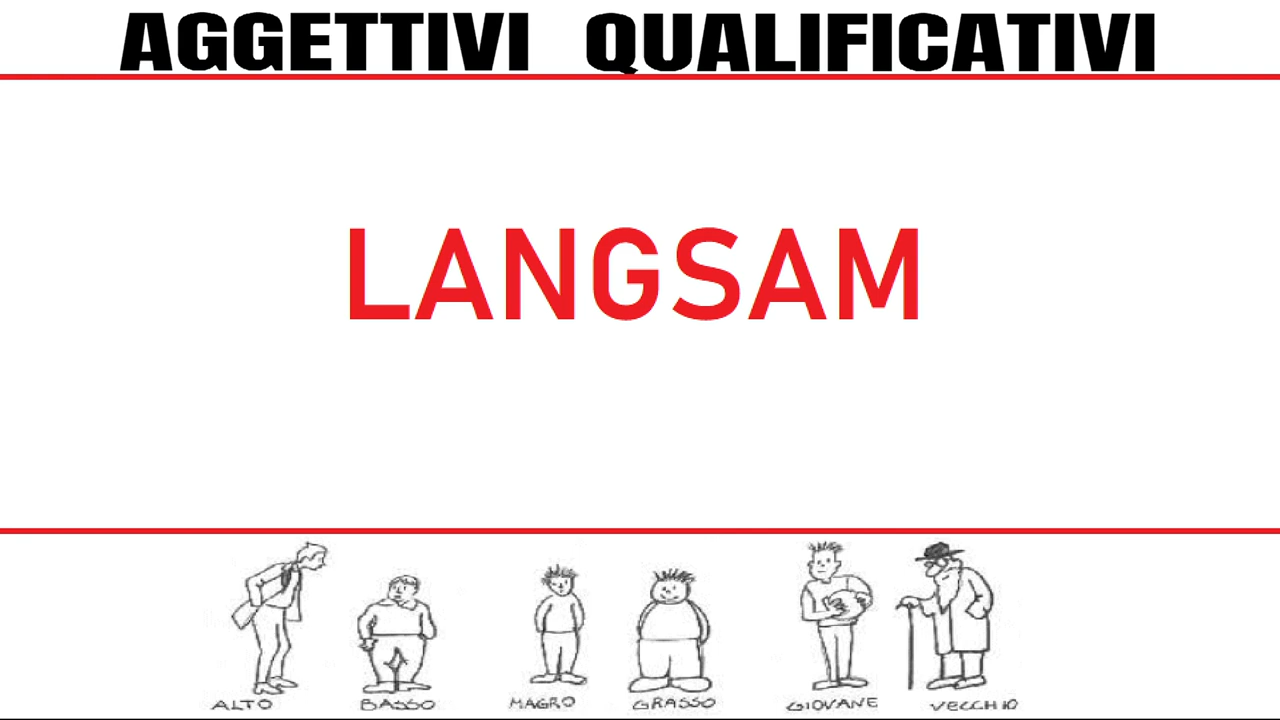 AGGETTIVI QUALIFICATIVI
LANGSAM
ALTO BASSO MAGRO GRASSO GIOVANE VECCHIO